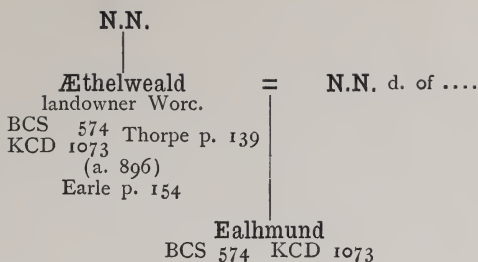 N.N.
Æthelweald = N.N. d. of ....
landowner Worc.
BCS 574 Thorpe p. 139
KCD 1073
(a. 896)
Earle p. 154
Ealhmund
BCS 574 KCD 1073